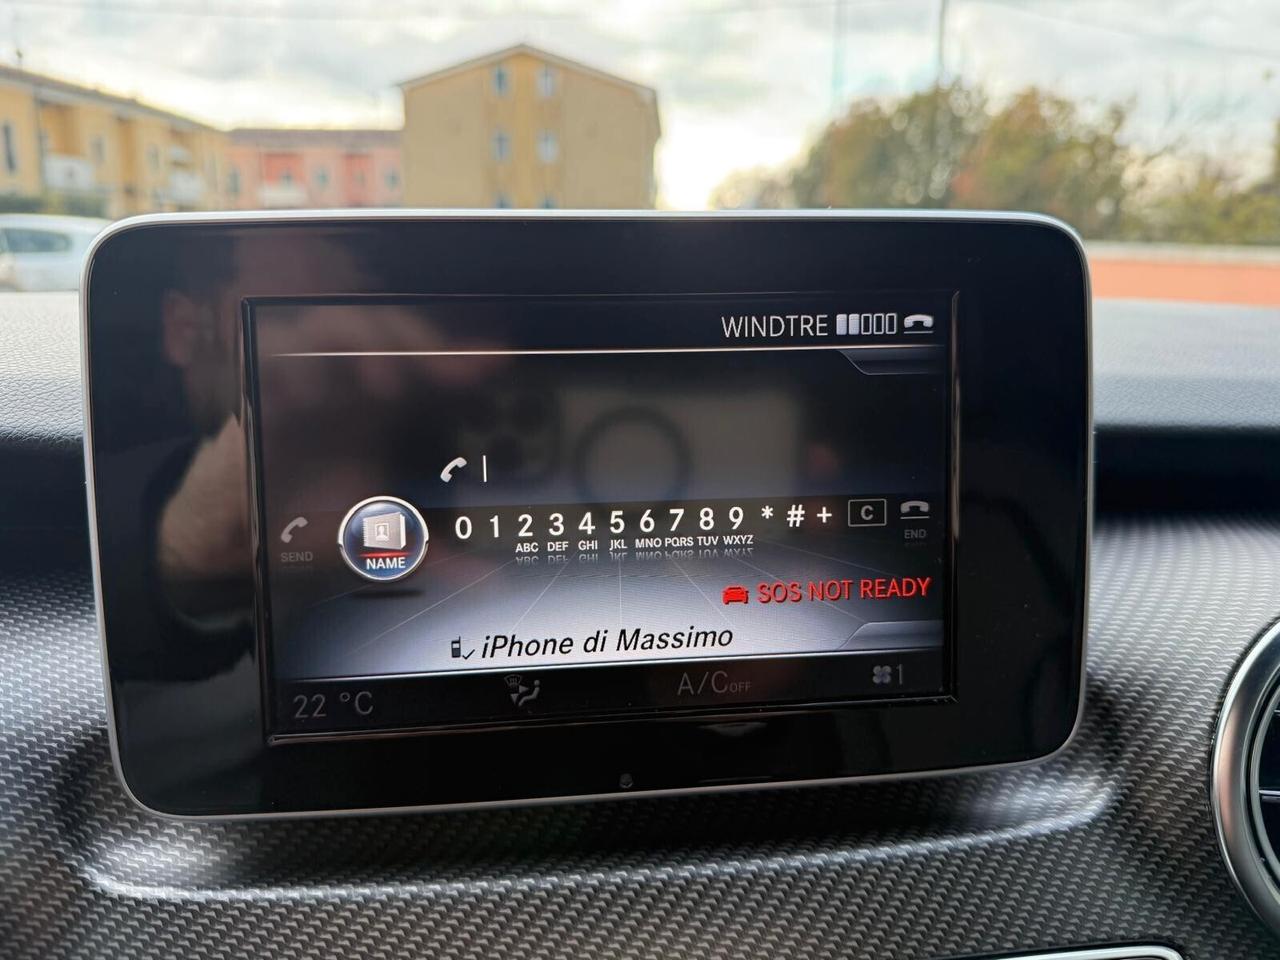 WINDTRE
0 1 2 3 4 5 6 7 8 9 * # + C
ABC DEF GHI JKL MNO PQRS TUV WXYZ
SEND
NAME
END
SOS NOT READY
iPhone di Massimo
22 °C A/C OFF 1